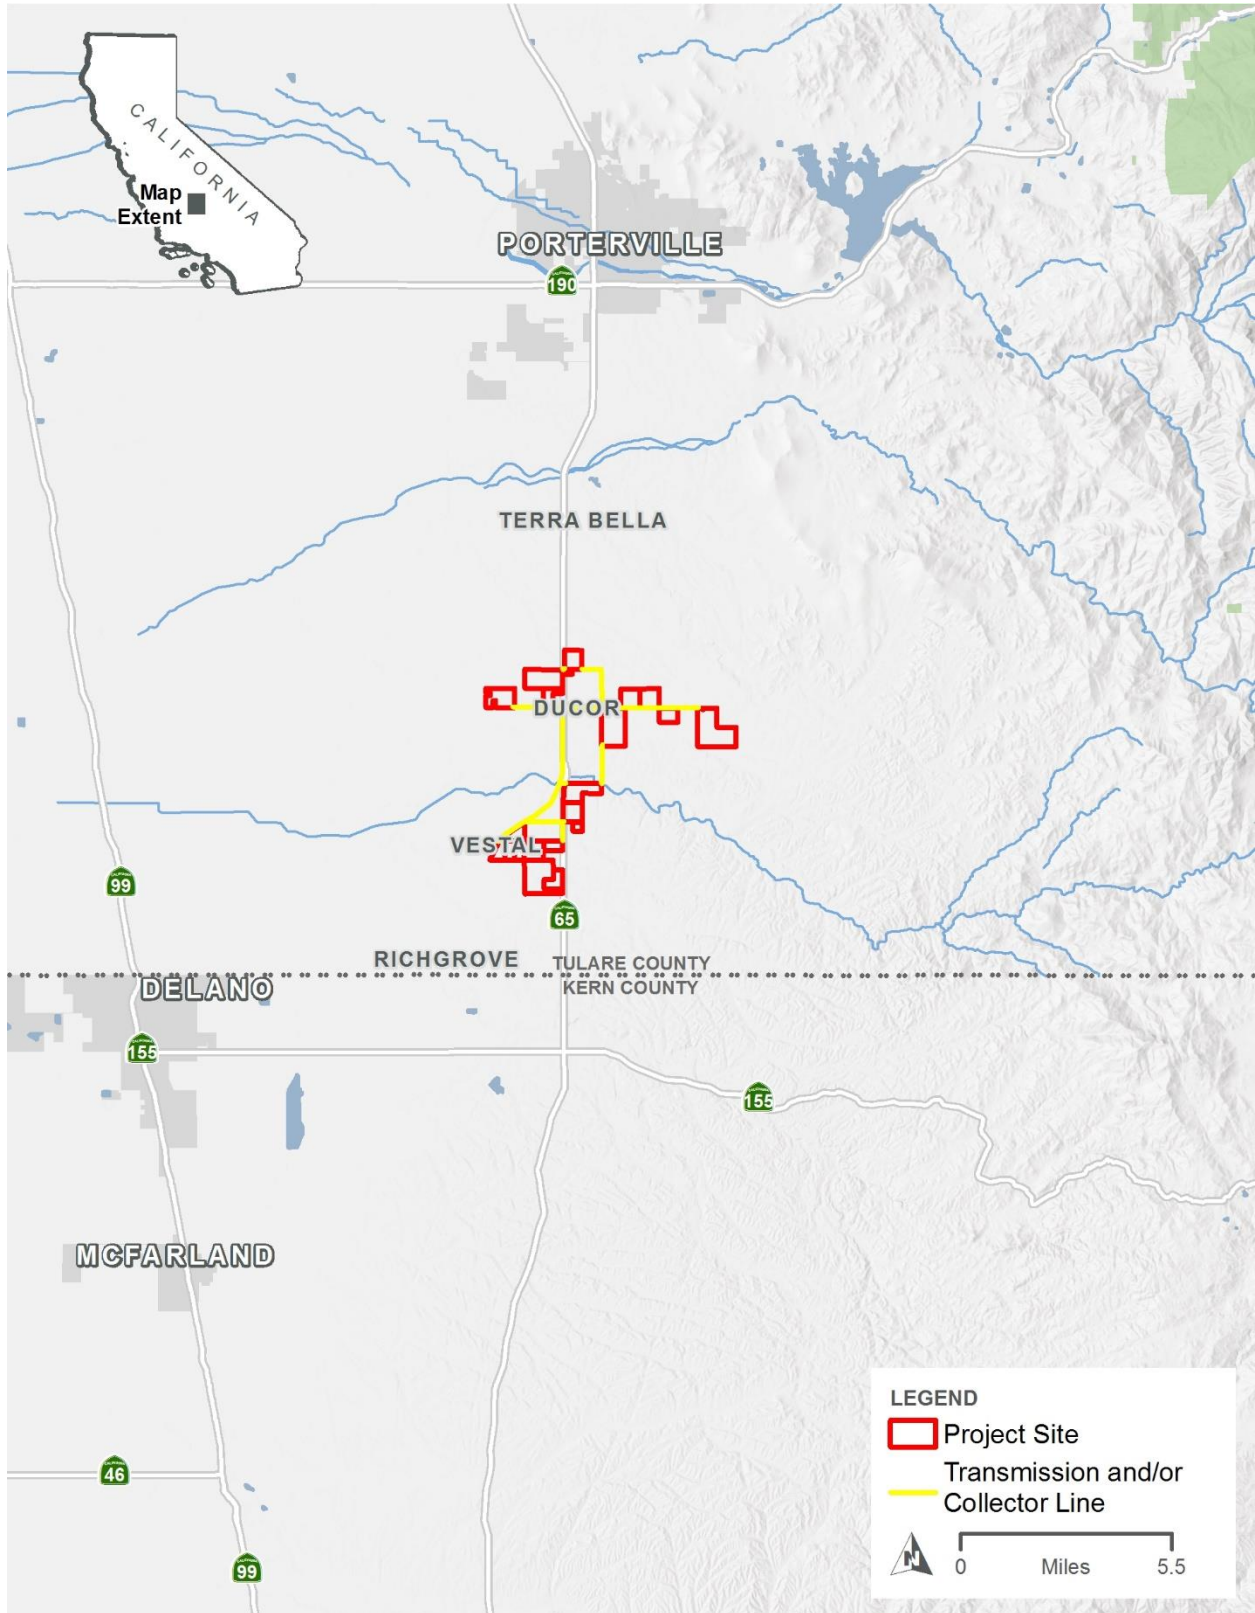 CALIFORNIA
Map
Extent
PORTERVILLE
190
TERRA BELLA
DUCOR
VESTAL
99
65
RICHGROVE
TULARE COUNTY
KERN COUNTY
DELANO
155
155
MCFARLAND
46
99
LEGEND
Project Site
Transmission and/or
Collector Line
N
0 Miles 5.5